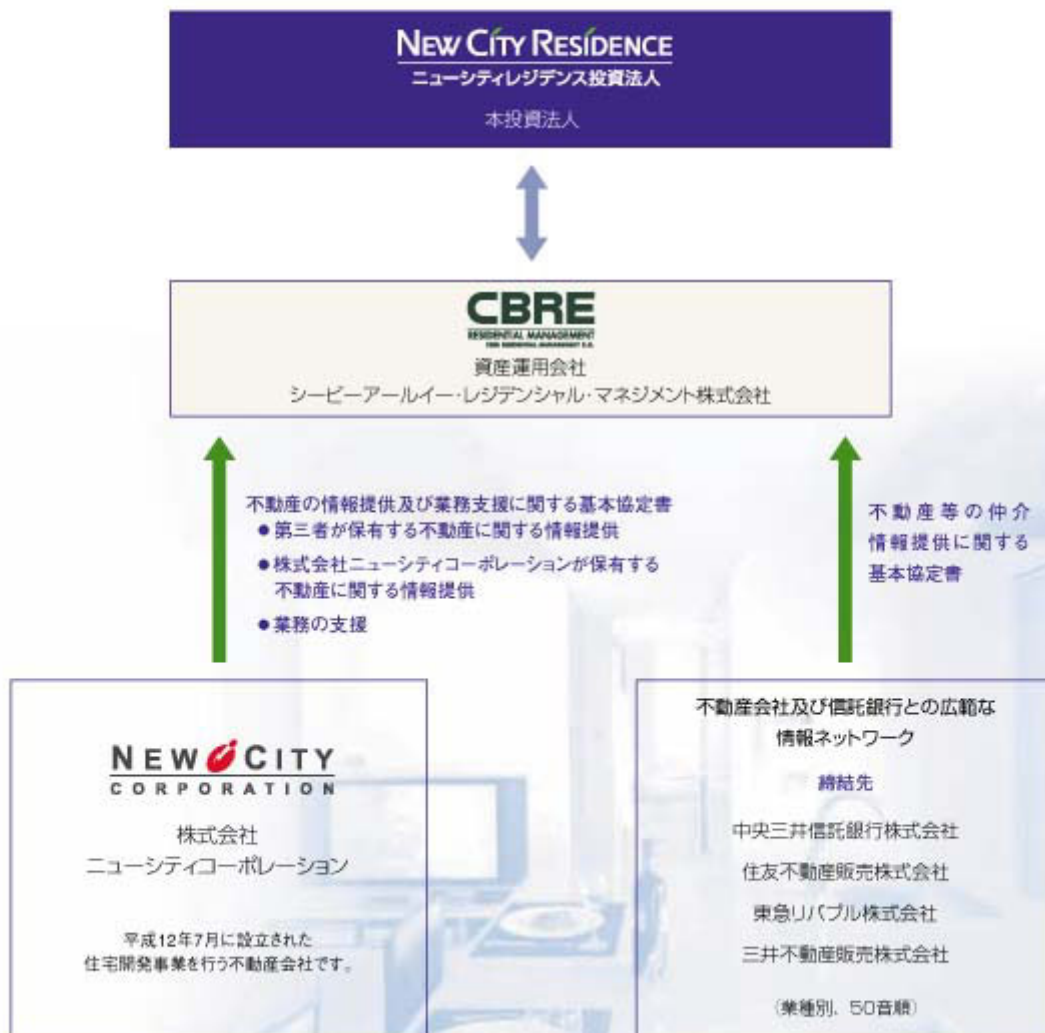 NEW CITY RESIDENCE
ニューシティレジデンス投資法人
本投資法人
CBRE
RESIDENTIAL MANAGEMENT
資産運用会社
シービーアールイー・レジデンシャル・マネジメント株式会社
不動産の情報提供及び業務支援に関する基本協定書
●第三者が保有する不動産に関する情報提供
●株式会社ニューシティコーポレーションが保有する
不動産に関する情報提供
●業務の支援
不動産等の仲介
情報提供に関する
基本協定書
NEW CITY
CORPORATION
株式会社
ニューシティコーポレーション
平成12年7月に設立された
住宅開発事業を行う不動産会社です。
不動産会社及び信託銀行との広範な
情報ネットワーク
締結先
中央三井信託銀行株式会社
住友不動産販売株式会社
東急リバブル株式会社
三井不動産販売株式会社
(業種別、50音順)